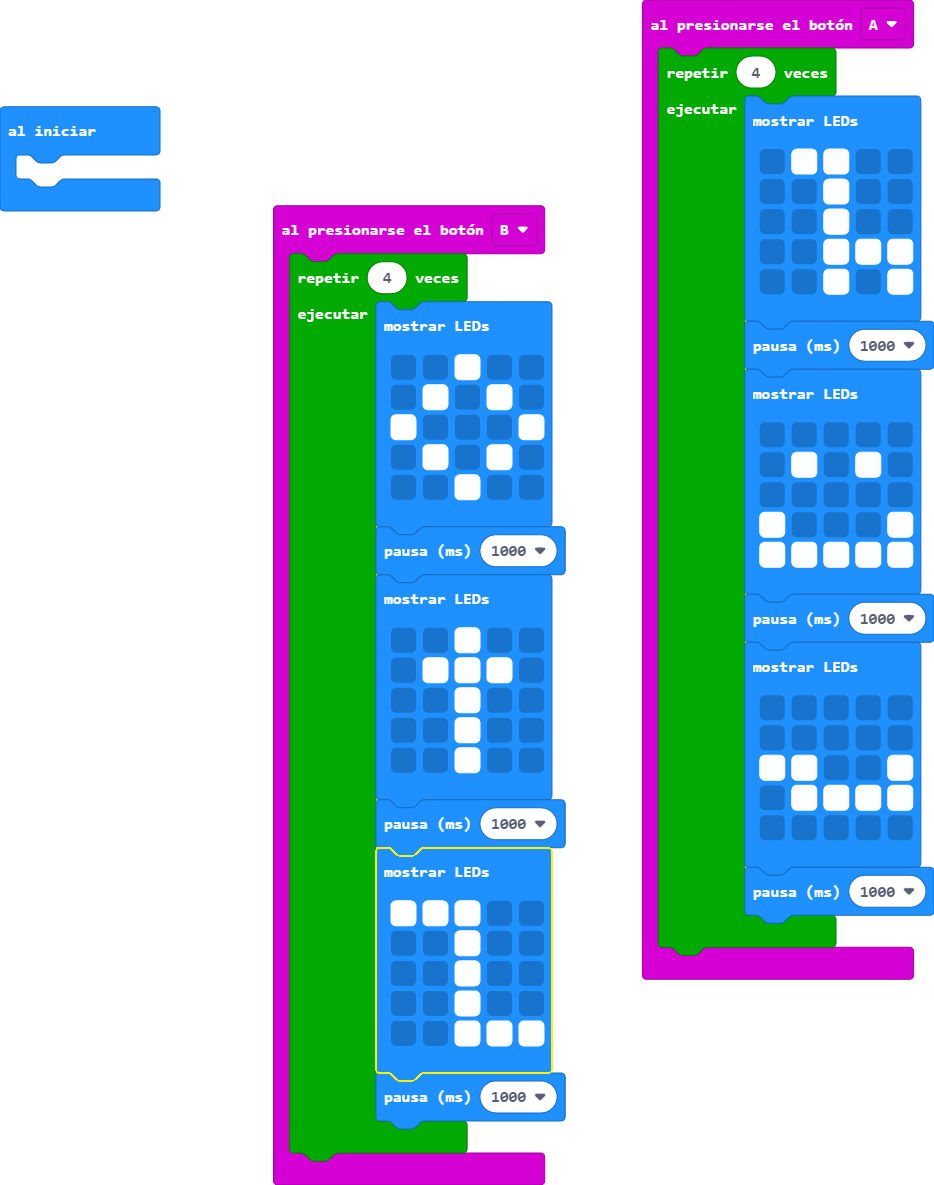 al iniciar
al presionarse el botón B
repetir 4 veces
ejecutar
mostrar LEDs
pausa (ms) 1000
mostrar LEDs
pausa (ms) 1000
mostrar LEDs
pausa (ms) 1000
al presionarse el botón A
repetir 4 veces
ejecutar
mostrar LEDs
pausa (ms) 1000
mostrar LEDs
pausa (ms) 1000
mostrar LEDs
pausa (ms) 1000